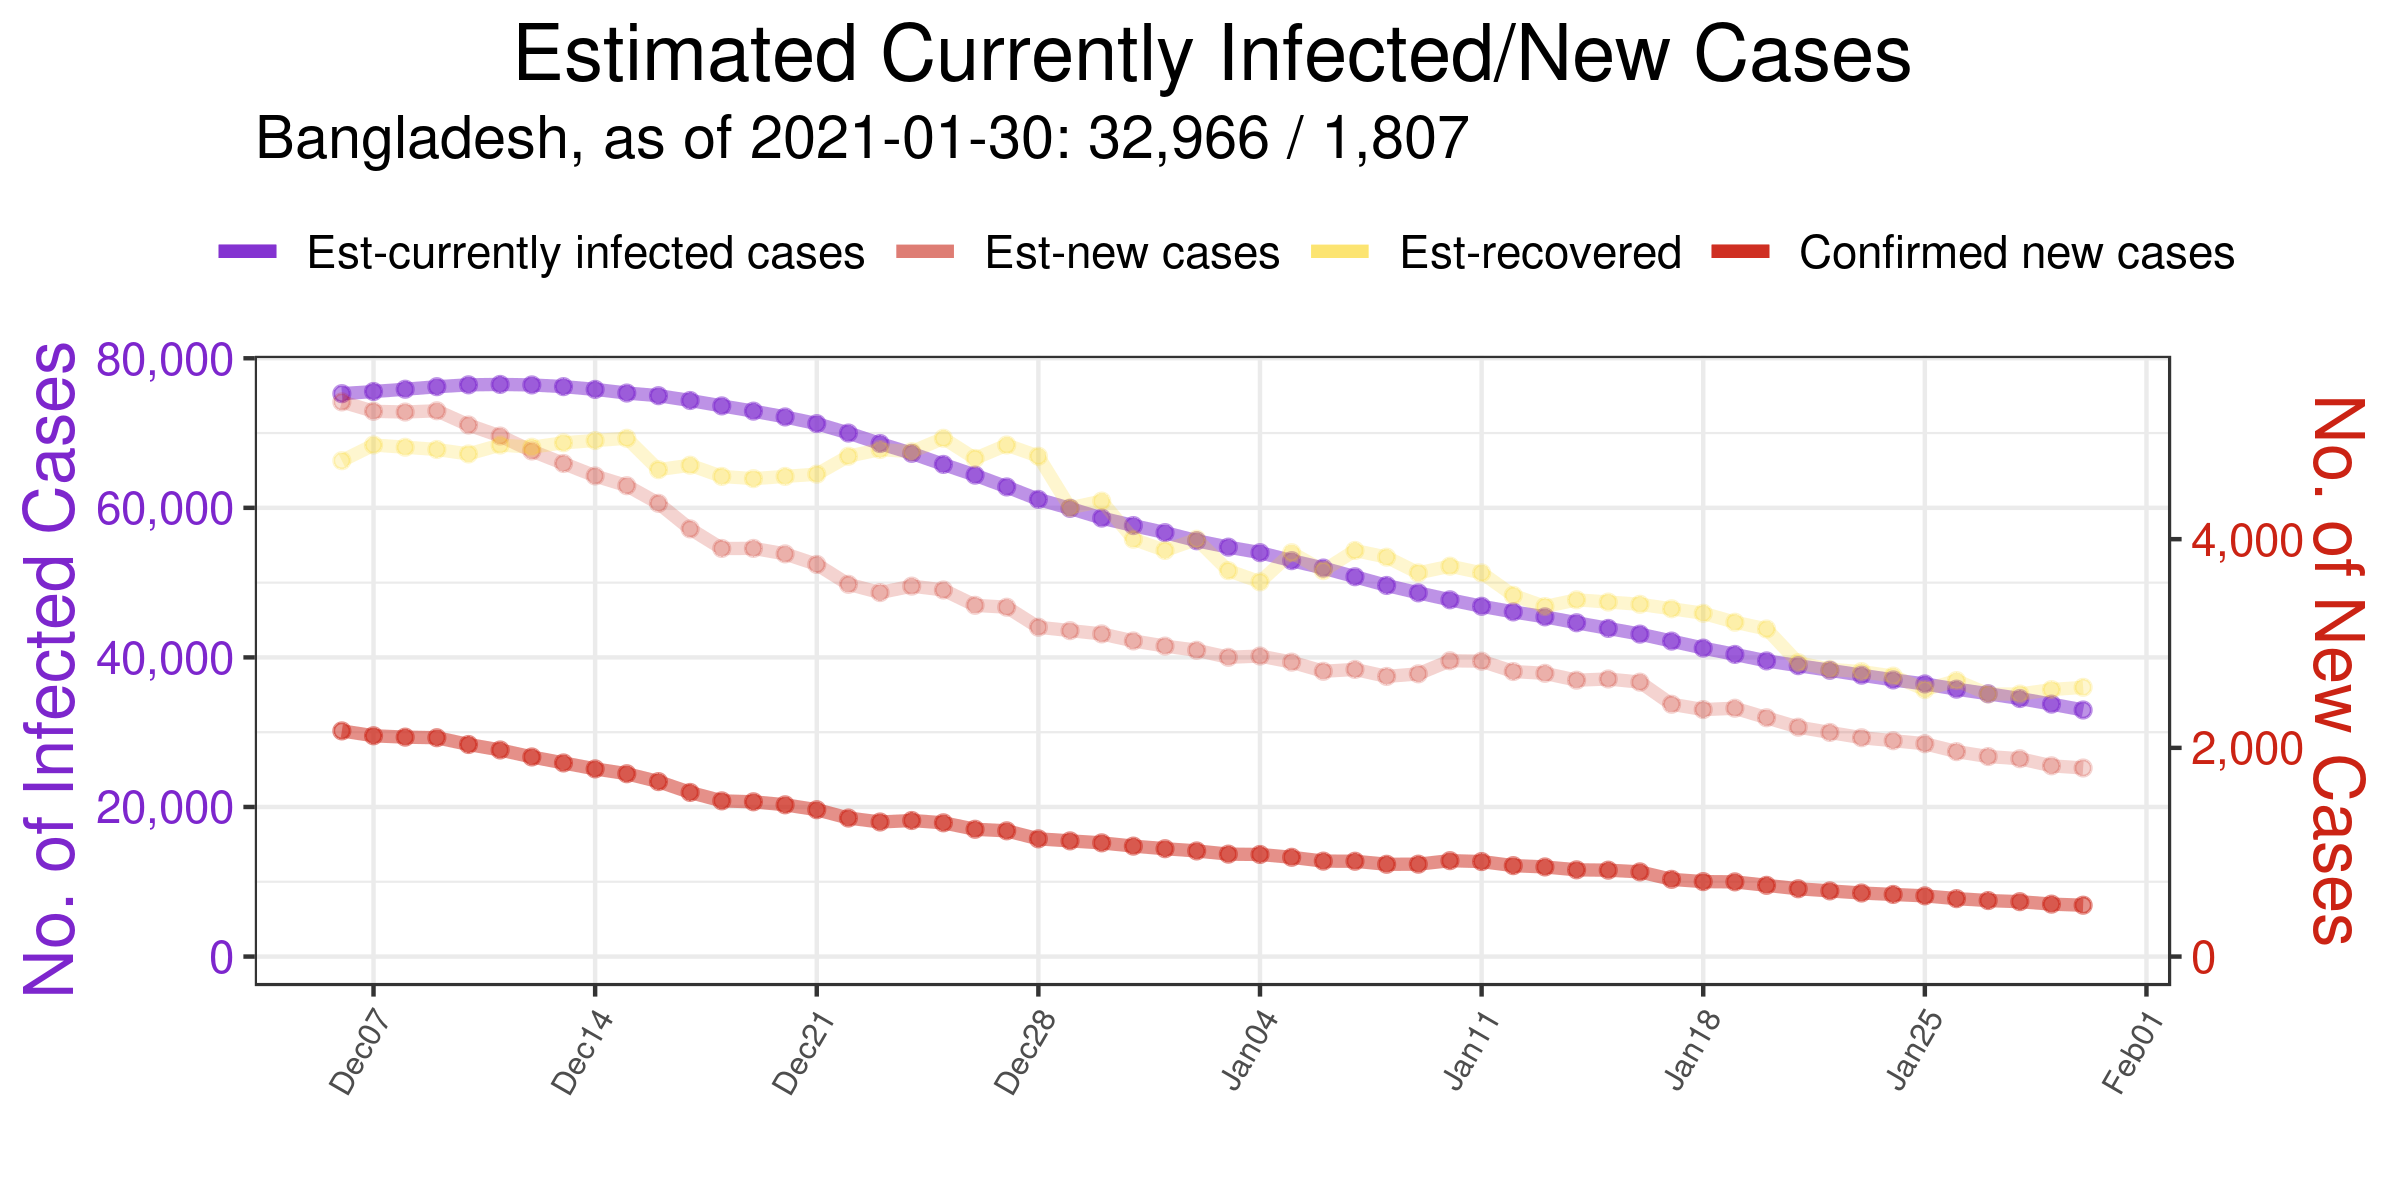 Estimated Currently Infected/New Cases
Bangladesh, as of 2021-01-30: 32,966 / 1,807
Est-currently infected cases Est-new cases Est-recovered Confirmed new cases
No. of Infected Cases
80,000
60,000
40,000
20,000
0
No. of New Cases
4,000
2,000
0
Dec07 Dec14 Dec21 Dec28 Jan04 Jan11 Jan18 Jan25 Feb01